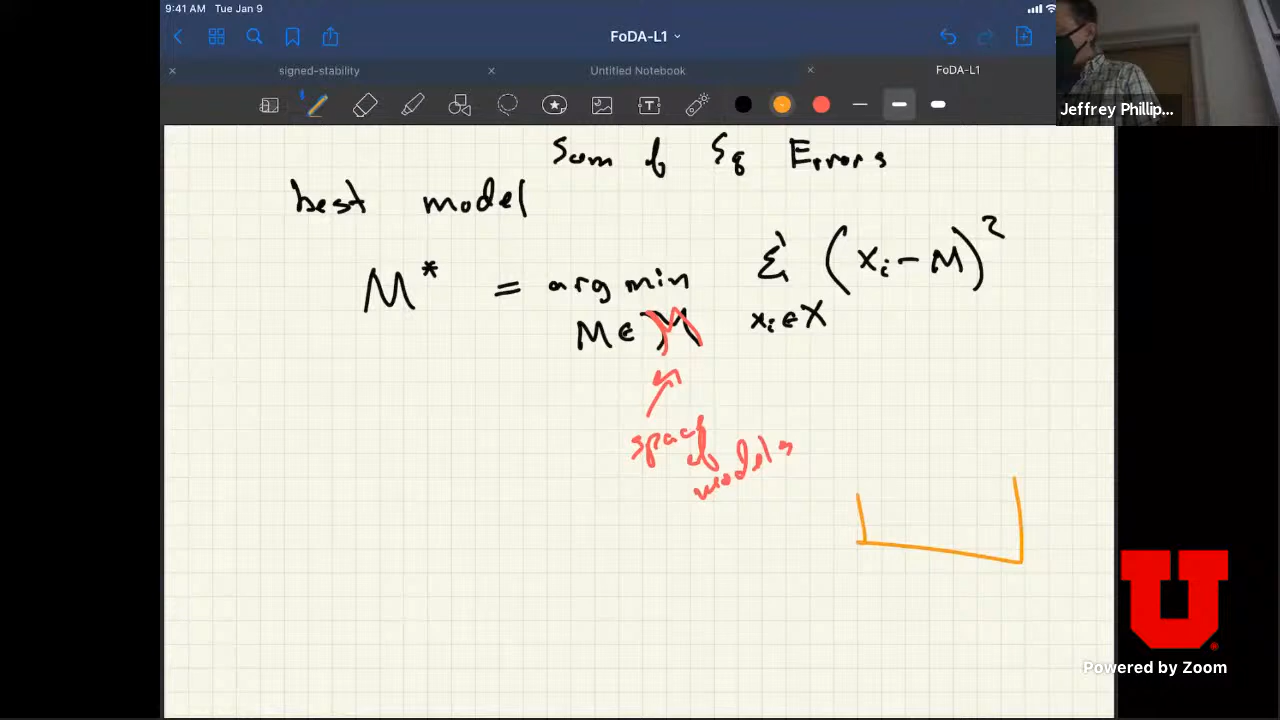 9:41 AM Tue Jan 9
FoDA-L1
signed-stability
Untitled Notebook
FoDA-L1
T
Jeffrey Phillip...
Sum of Sq Errors
best model
M* = arg min Σ (xᵢ - M)²
M ∈ M xᵢ ∈ X
space
of
models
U
Powered by Zoom